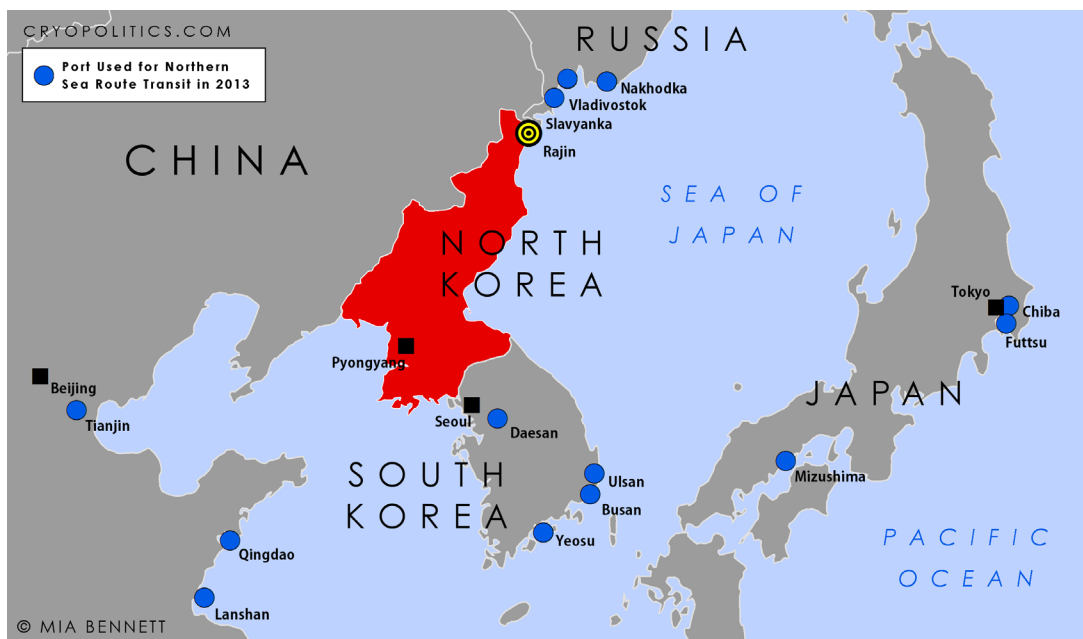 CRYOPOLITICS.COM
Port Used for Northern
Sea Route Transit in 2013
RUSSIA
Nakhodka
Vladivostok
Slavyanka
Rajin
CHINA
SEA OF
JAPAN
NORTH
KOREA
Tokyo
Chiba
Futtsu
Pyongyang
Beijing
Tianjin
JAPAN
Seoul
Daesan
SOUTH
KOREA
Ulsan
Busan
Mizushima
Yeosu
Qingdao
PACIFIC
OCEAN
Lanshan
© MIA BENNETT